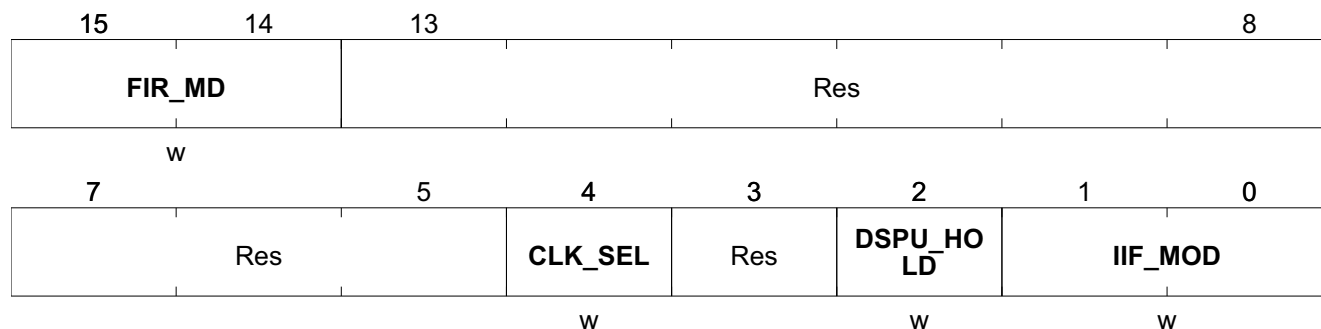 15 14 13 8
FIR_MD Res
w
7 5 4 3 2 1 0
Res CLK_SEL Res DSPU_HO
LD IIF_MOD
w w w